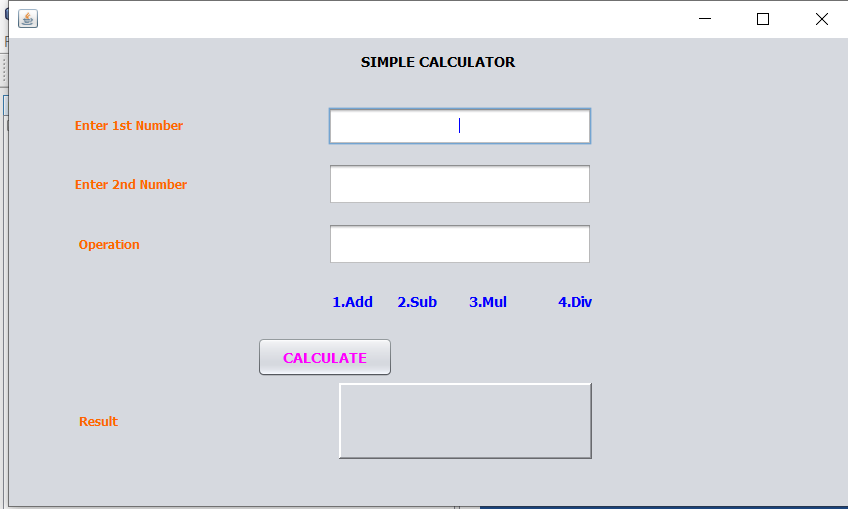 SIMPLE CALCULATOR
Enter 1st Number
Enter 2nd Number
Operation
1.Add 2.Sub 3.Mul 4.Div
CALCULATE
Result